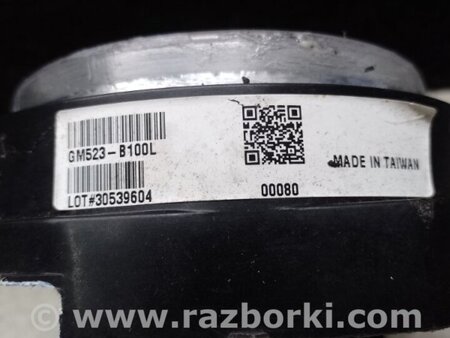 GM523-B100L
LOT#30539604
00080
MADE IN TAIWAN
www.razborki.com